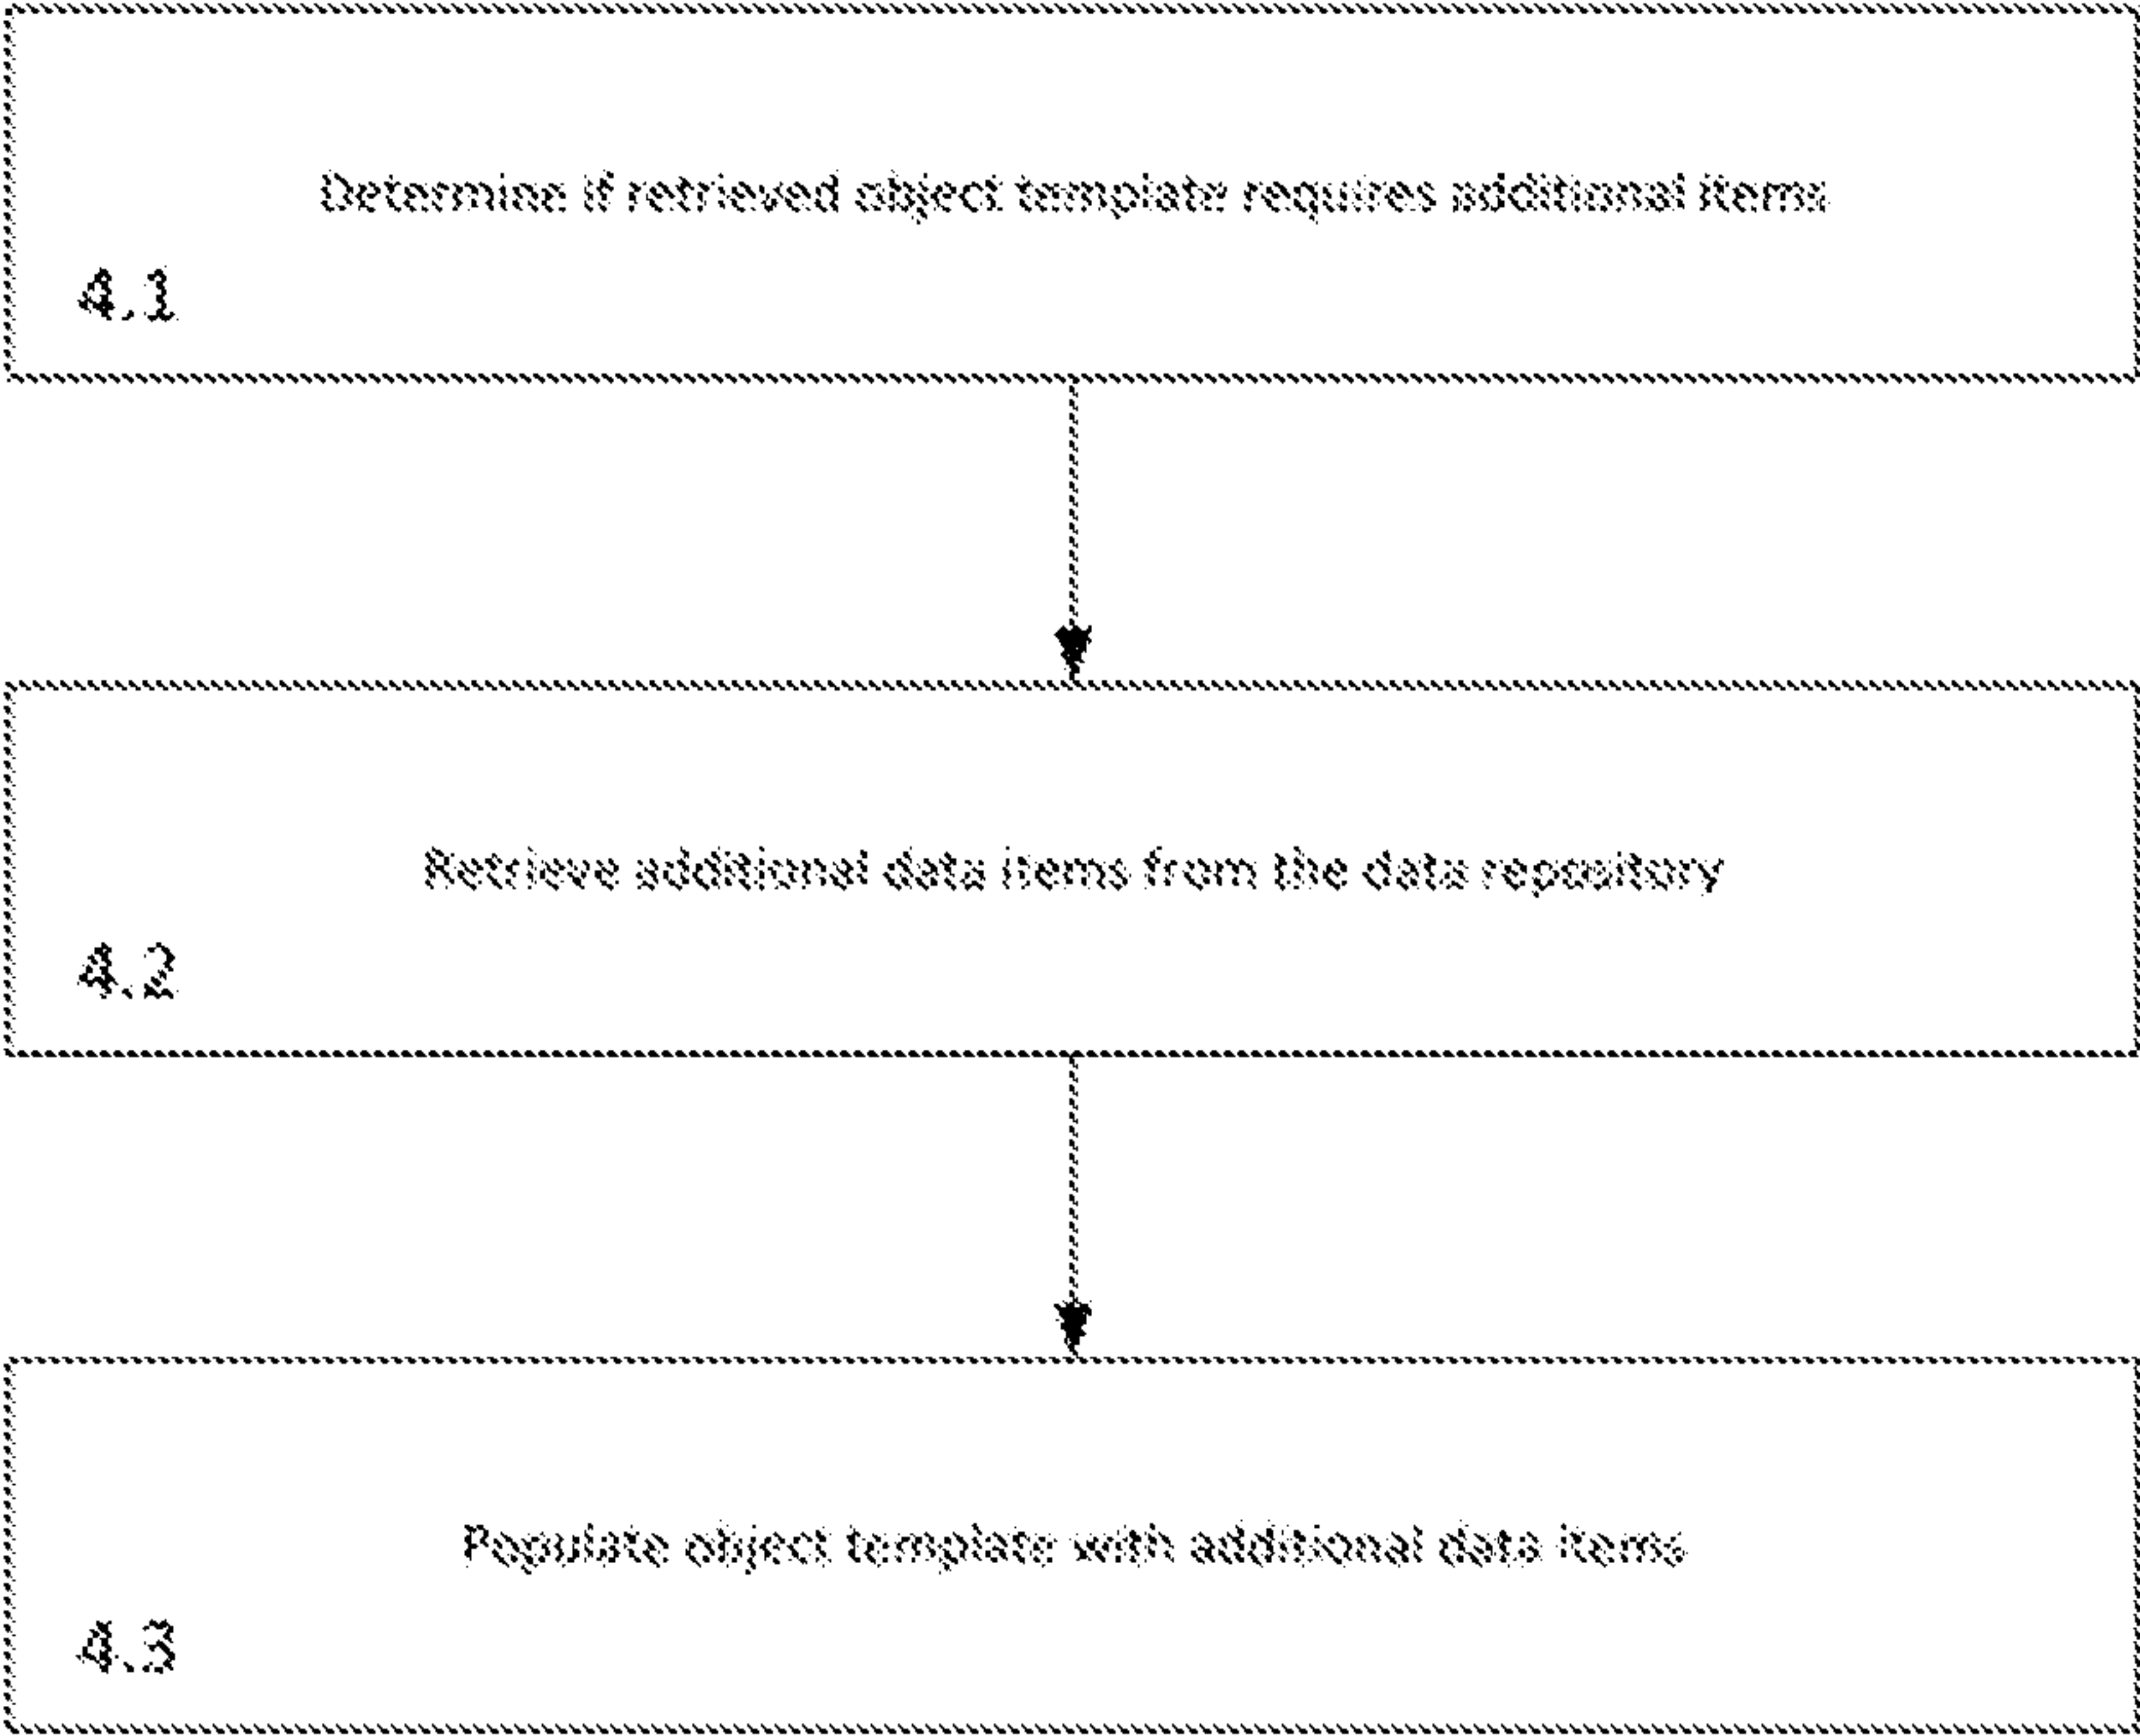 Determine if retrieved object template requires additional items
4.1
Retrieve additional data items from the data repository
4.2
Populate object template with additional data items
4.3